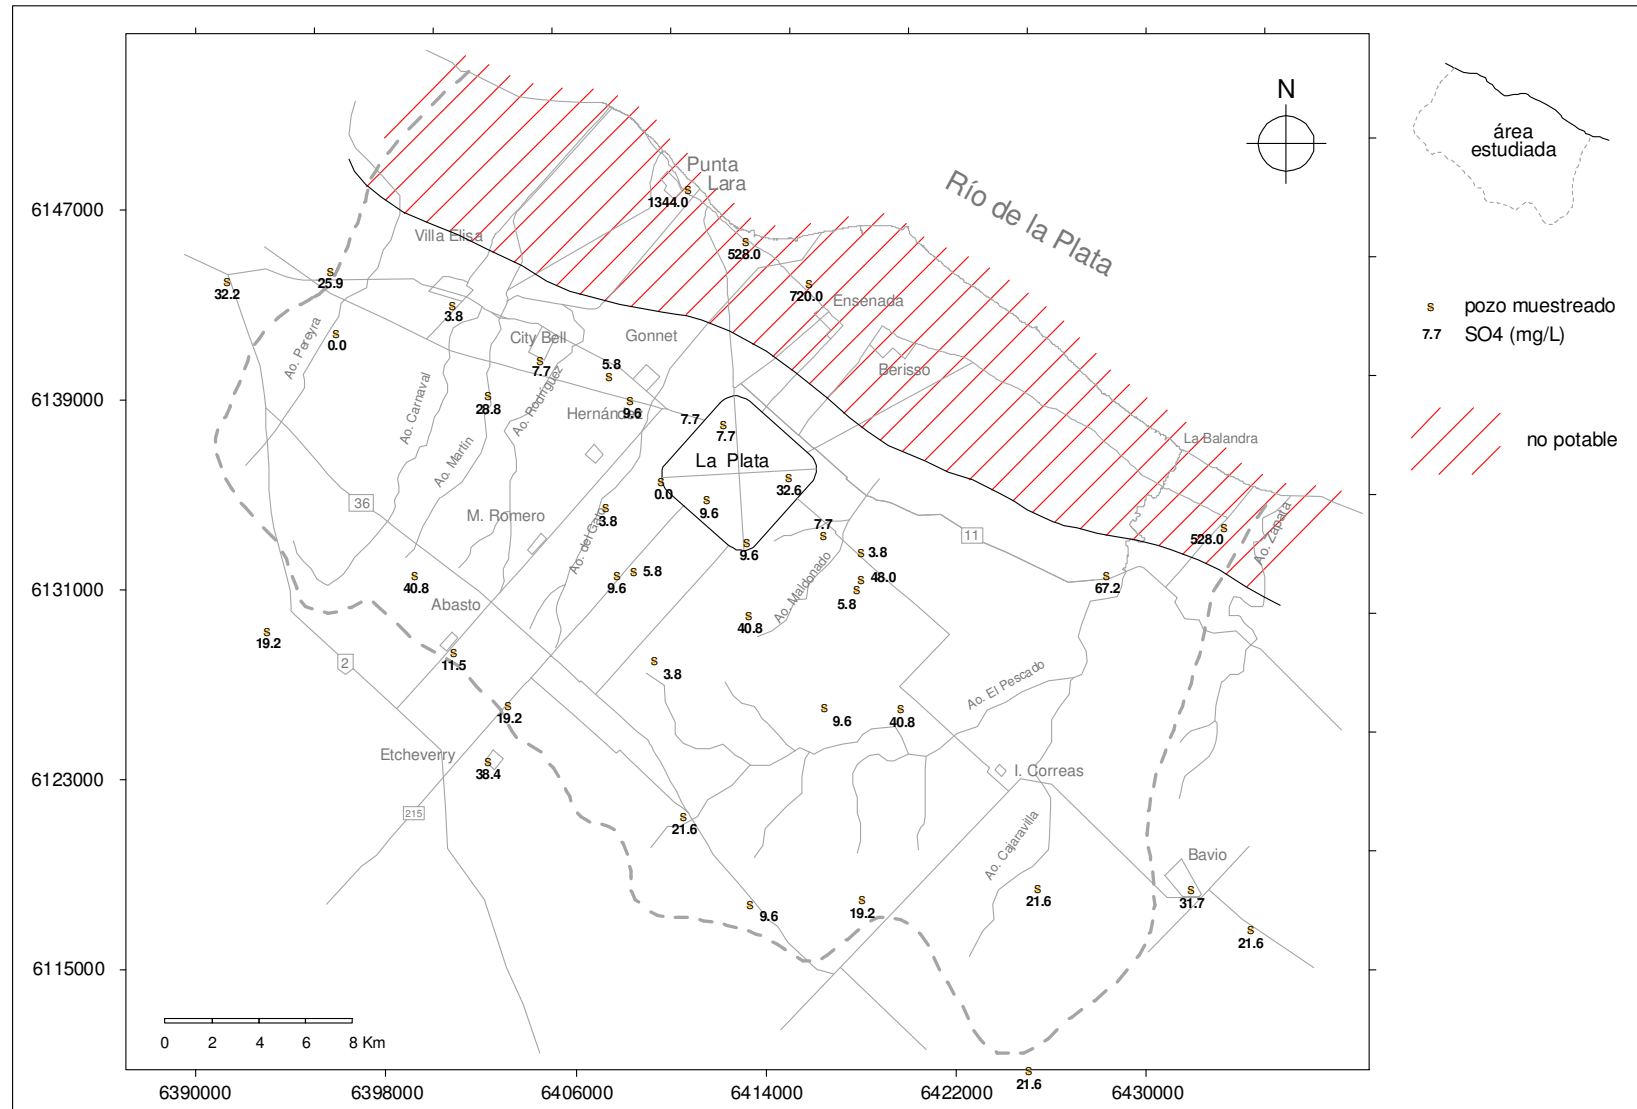 N
área
estudiada
Punta
Lara
1344.0
Río de la Plata
6147000
Villa Elisa
528.0
25.9
32.2
720.0
Ensenada
s pozo muestreado
7.7 SO4 (mg/L)
3.8
0.0
Ao. Pereyra
City Bell
Gonnet
7.7
5.8
Berisso
6139000
28.8
Ao. Carnaval
Ao. Rodríguez
Hernández
9.6
7.7
7.7
no potable
La Balandra
Ao. Martín
La Plata
0.0
32.6
36
9.6
M. Romero
3.8
Ao. del Gato
7.7
11
528.0
Ao. Zapata
9.6
3.8
6131000
40.8
9.6
5.8
48.0
67.2
Abasto
5.8
Ao. Maldonado
40.8
19.2
2
11.5
3.8
Ao. El Pescado
19.2
9.6
40.8
Etcheverry
38.4
6123000
I. Correas
215
21.6
Ao. Cajaravilla
Bavio
9.6
19.2
21.6
31.7
21.6
6115000
0 2 4 6 8 Km
21.6
6390000 6398000 6406000 6414000 6422000 6430000